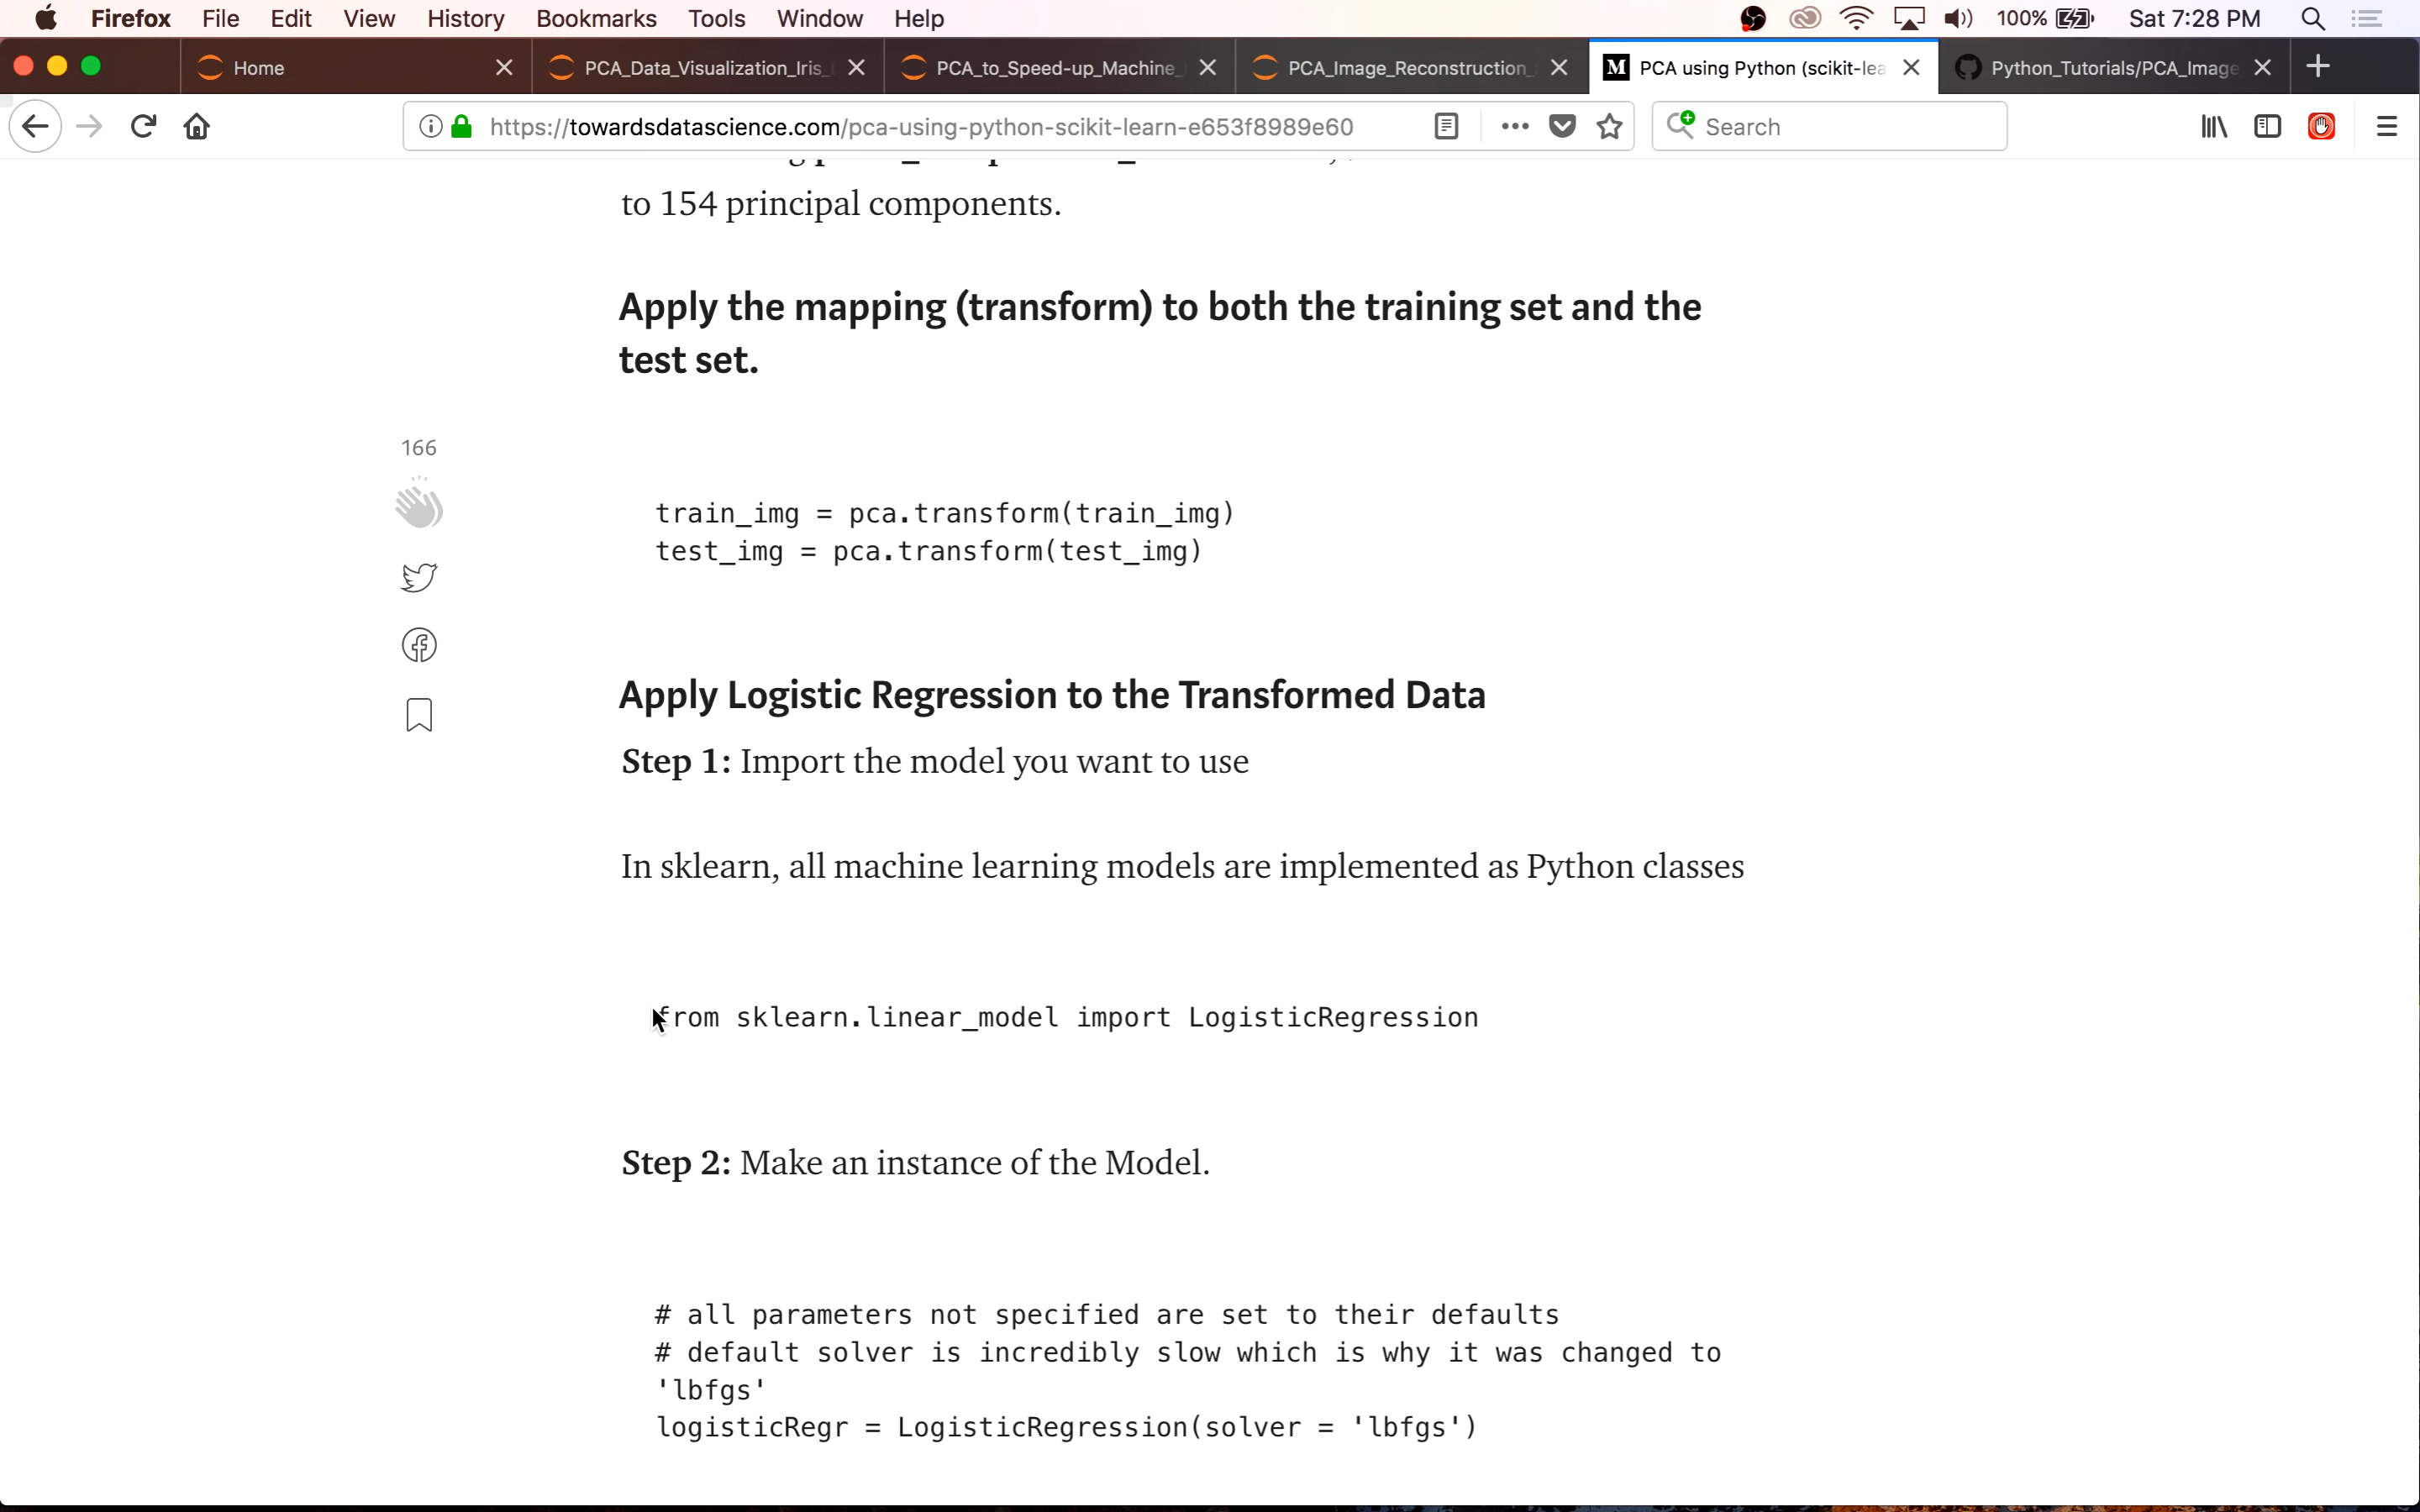 Firefox File Edit View History Bookmarks Tools Window Help 100% Sat 7:28 PM
Home PCA_Data_Visualization_Iris_ PCA_to_Speed-up_Machine_ PCA_Image_Reconstruction_ M PCA using Python (scikit-lea Python_Tutorials/PCA_Image
https://towardsdatascience.com/pca-using-python-scikit-learn-e653f8989e60 Search
to 154 principal components.
Apply the mapping (transform) to both the training set and the
test set.
166
train_img = pca.transform(train_img)
test_img = pca.transform(test_img)
Apply Logistic Regression to the Transformed Data
Step 1: Import the model you want to use
In sklearn, all machine learning models are implemented as Python classes
from sklearn.linear_model import LogisticRegression
Step 2: Make an instance of the Model.
# all parameters not specified are set to their defaults
# default solver is incredibly slow which is why it was changed to
'lbfgs'
logisticRegr = LogisticRegression(solver = 'lbfgs')